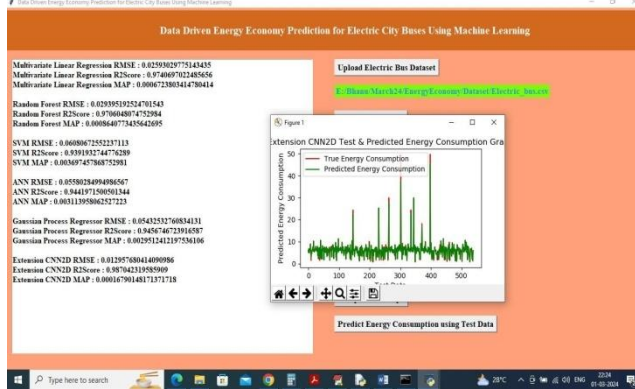 Data Driven Energy Economy Prediction for Electric City Buses Using Machine Learning
Data Driven Energy Economy Prediction for Electric City Buses Using Machine Learning
Multivariate Linear Regression RMSE : 0.02593029775143435
Multivariate Linear Regression R2Score : 0.9740697022485656
Multivariate Linear Regression MAP : 0.0006723803414780414
Random Forest RMSE : 0.029395192524701543
Random Forest R2Score : 0.9706048074752984
Random Forest MAP : 0.0008640773435642695
SVM RMSE : 0.06080672552237113
SVM R2Score : 0.9391932744776289
SVM MAP : 0.003697457868752981
ANN RMSE : 0.05580284994986567
ANN R2Score : 0.9441971500501344
ANN MAP : 0.003113958062527223
Gaussian Process Regressor RMSE : 0.05432532760834131
Gaussian Process Regressor R2Score : 0.9456746723916587
Gaussian Process Regressor MAP : 0.0029512412197536106
Extension CNN2D RMSE : 0.012957680414090986
Extension CNN2D R2Score : 0.987042319585909
Extension CNN2D MAP : 0.00016790148171371718
Upload Electric Bus Dataset
E:/Bhanu/March24/EnergyEconomy/Dataset/Electric_bus.csv
Figure 1
Extension CNN2D Test & Predicted Energy Consumption Gra
True Energy Consumption
Predicted Energy Consumption
Predicted Energy Consumption
50
40
30
20
10
0
0 100 200 300 400 500
Predict Energy Consumption using Test Data
Type here to search
28°C
ENG
22:24
01-03-2024